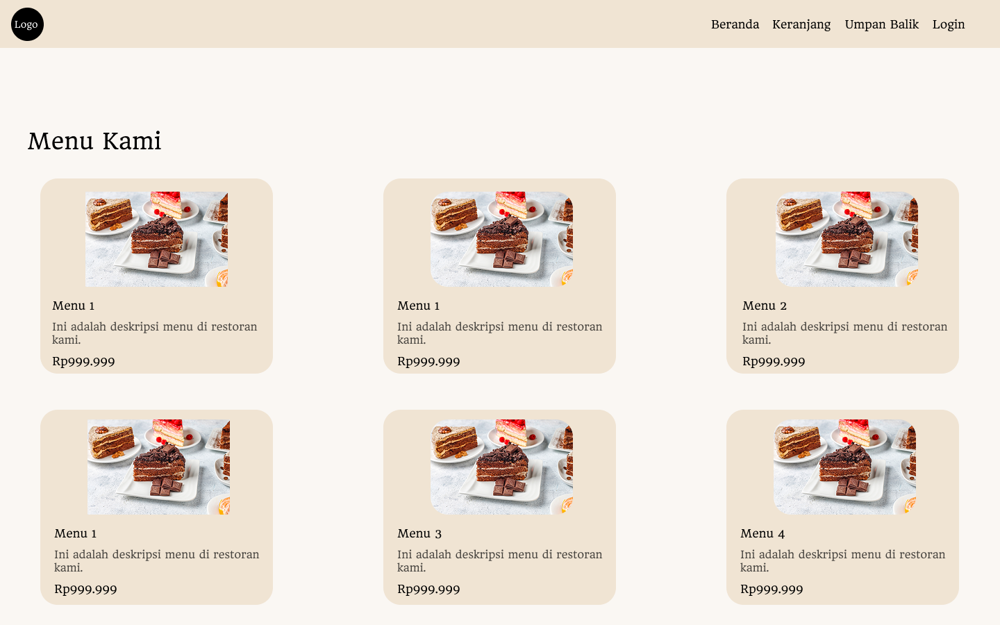 Logo
Beranda Keranjang Umpan Balik Login
Menu Kami
Menu 1
Ini adalah deskripsi menu di restoran
kami.
Rp999.999
Menu 1
Ini adalah deskripsi menu di restoran
kami.
Rp999.999
Menu 2
Ini adalah deskripsi menu di restoran
kami.
Rp999.999
Menu 1
Ini adalah deskripsi menu di restoran
kami.
Rp999.999
Menu 3
Ini adalah deskripsi menu di restoran
kami.
Rp999.999
Menu 4
Ini adalah deskripsi menu di restoran
kami.
Rp999.999